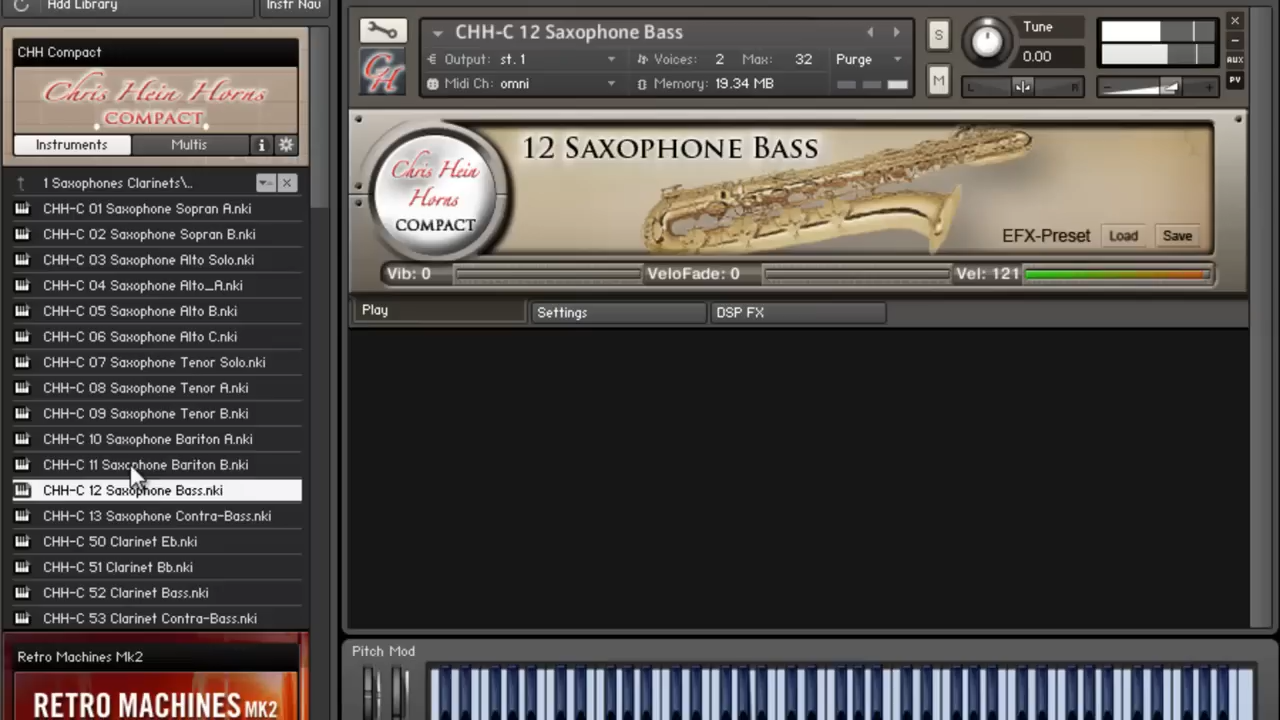 Add Library
Instr Nav
CHH Compact
Chris Hein Horns
COMPACT
Instruments
Multis
i
1 Saxophones Clarinets\..
CHH-C 01 Saxophone Sopran A.nki
CHH-C 02 Saxophone Sopran B.nki
CHH-C 03 Saxophone Alto Solo.nki
CHH-C 04 Saxophone Alto_A.nki
CHH-C 05 Saxophone Alto B.nki
CHH-C 06 Saxophone Alto C.nki
CHH-C 07 Saxophone Tenor Solo.nki
CHH-C 08 Saxophone Tenor A.nki
CHH-C 09 Saxophone Tenor B.nki
CHH-C 10 Saxophone Bariton A.nki
CHH-C 11 Saxophone Bariton B.nki
CHH-C 12 Saxophone Bass.nki
CHH-C 13 Saxophone Contra-Bass.nki
CHH-C 50 Clarinet Eb.nki
CHH-C 51 Clarinet Bb.nki
CHH-C 52 Clarinet Bass.nki
CHH-C 53 Clarinet Contra-Bass.nki
Retro Machines Mk2
RETRO MACHINES MK2
CHH-C 12 Saxophone Bass
Output: st. 1
Voices: 2 Max: 32
Purge
Midi Ch: omni
Memory: 19.34 MB
S
M
Tune
0.00
L
R
AUX
PV
Chris Hein
Horns
COMPACT
12 SAXOPHONE BASS
EFX-Preset
Load
Save
Vib: 0
VeloFade: 0
Vel: 121
Play
Settings
DSP FX
Pitch Mod